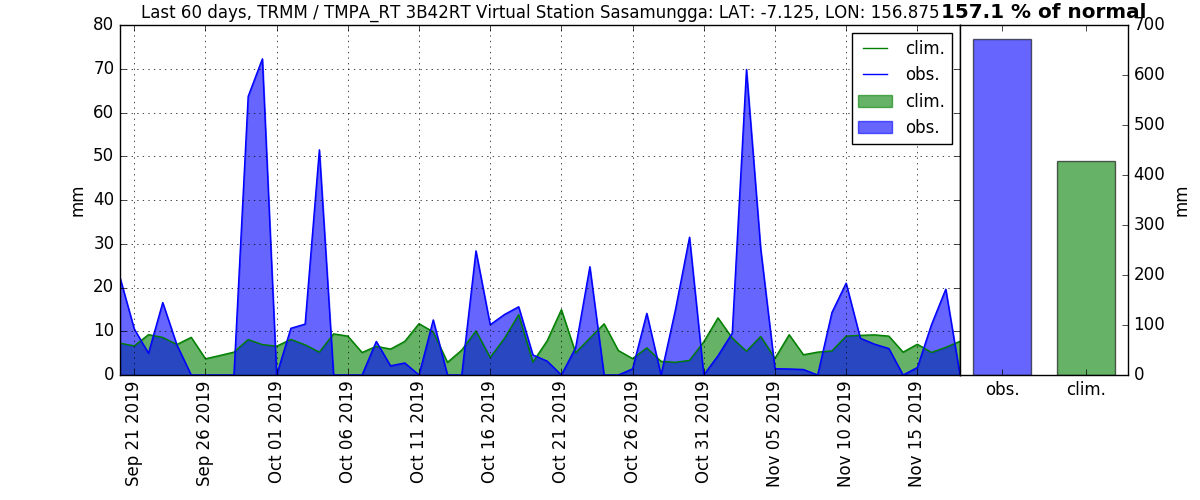 Last 60 days, TRMM / TMPA_RT 3B42RT Virtual Station Sasamungga: LAT: -7.125, LON: 156.875
157.1 % of normal
80
70
60
50
40
30
20
10
0
mm
clim.
obs.
clim.
obs.
Sep 21 2019
Sep 26 2019
Oct 01 2019
Oct 06 2019
Oct 11 2019
Oct 16 2019
Oct 21 2019
Oct 26 2019
Oct 31 2019
Nov 05 2019
Nov 10 2019
Nov 15 2019
700
600
500
400
300
200
100
0
mm
obs.
clim.